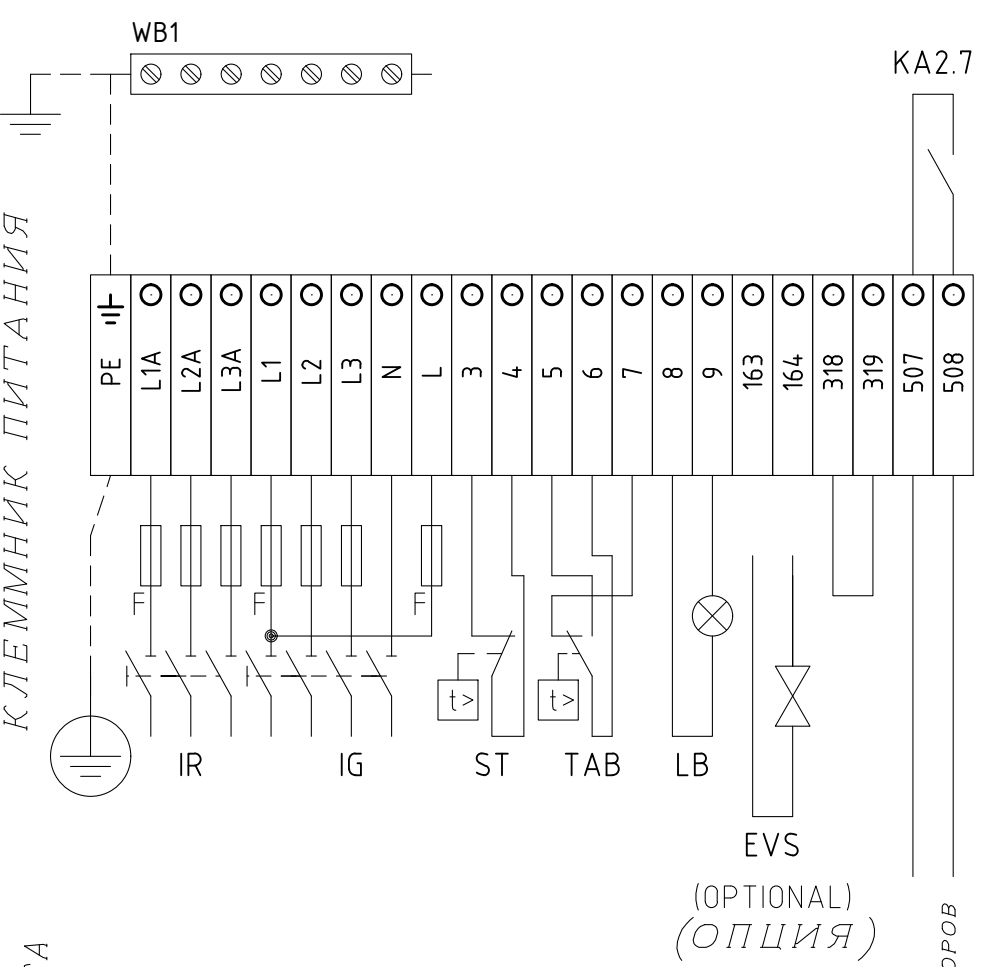 WB1
KA2.7
КЛЕММНИК ПИТАНИЯ
PE L1A L2A L3A L1 L2 L3 N L 3 4 5 6 7 8 9 163 164 318 319 507 508
F F F
t> t>
IR IG ST TAB LB
EVS
(OPTIONAL)
(ОПЦИЯ)